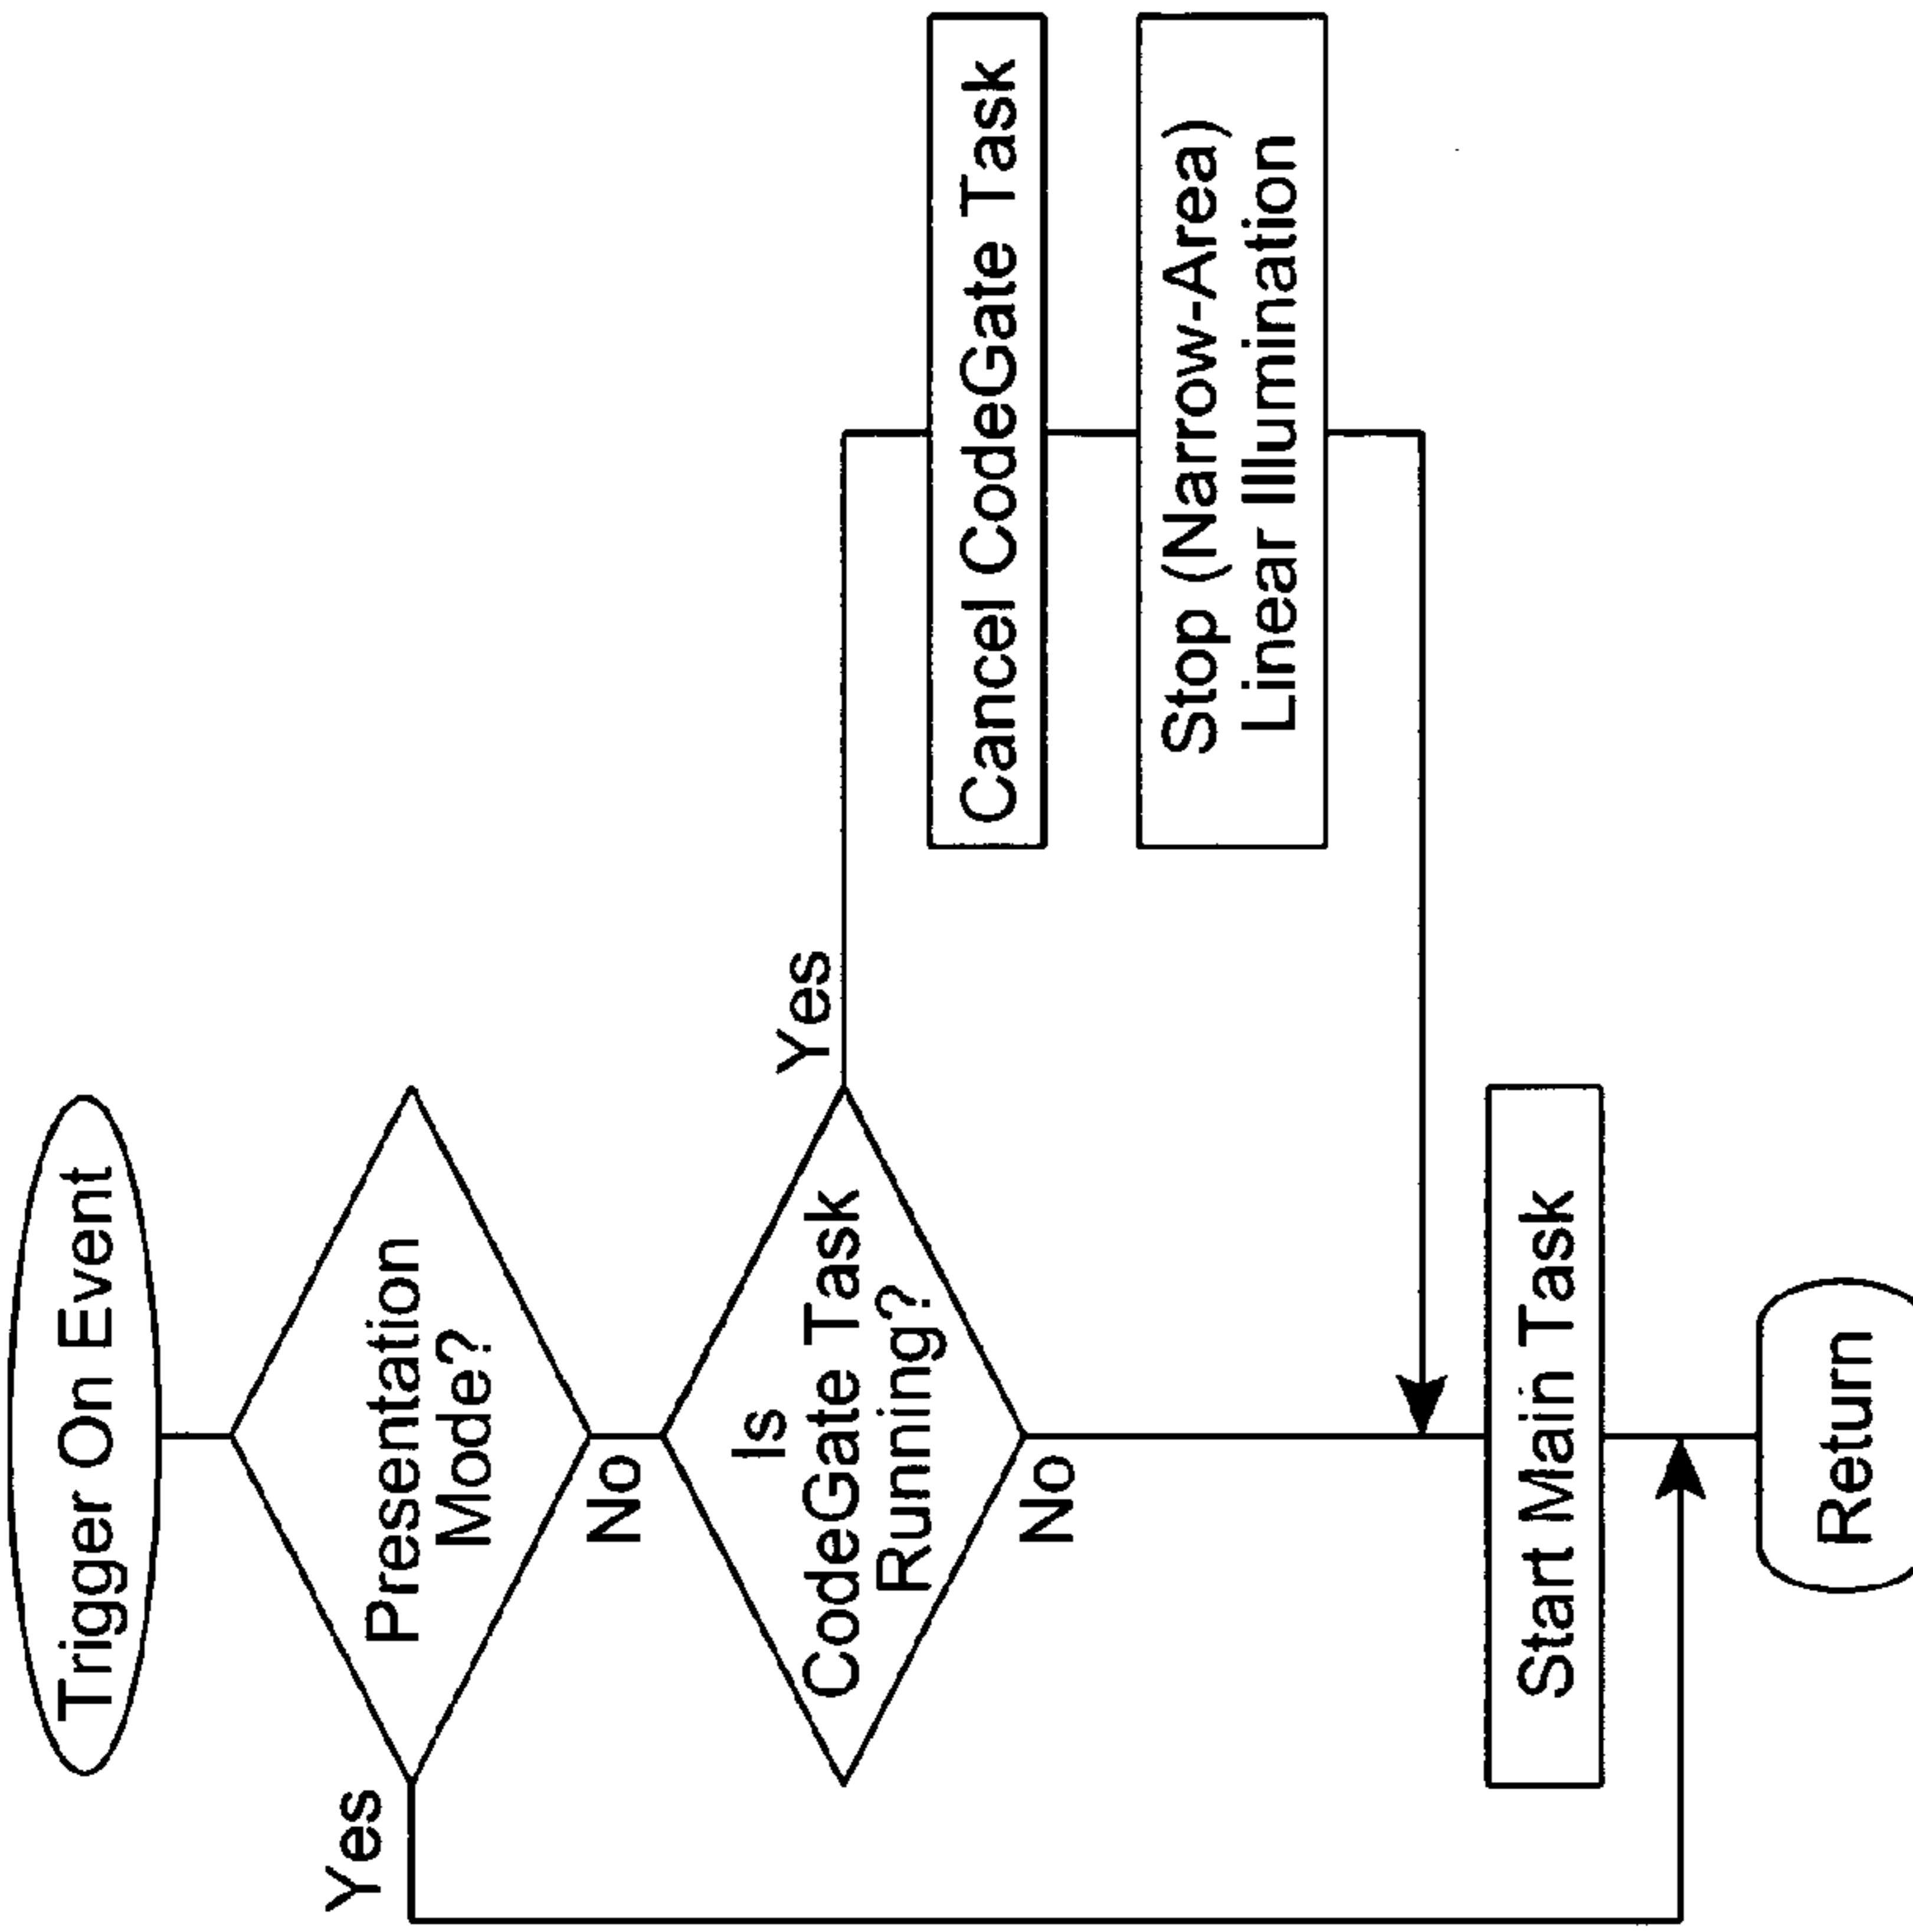 Trigger On Event
Presentation
Mode?
Yes
No
Is
CodeGate Task
Running?
Yes
No
Cancel CodeGate Task
Stop (Narrow-Area)
Linear Illumination
Start Main Task
Return